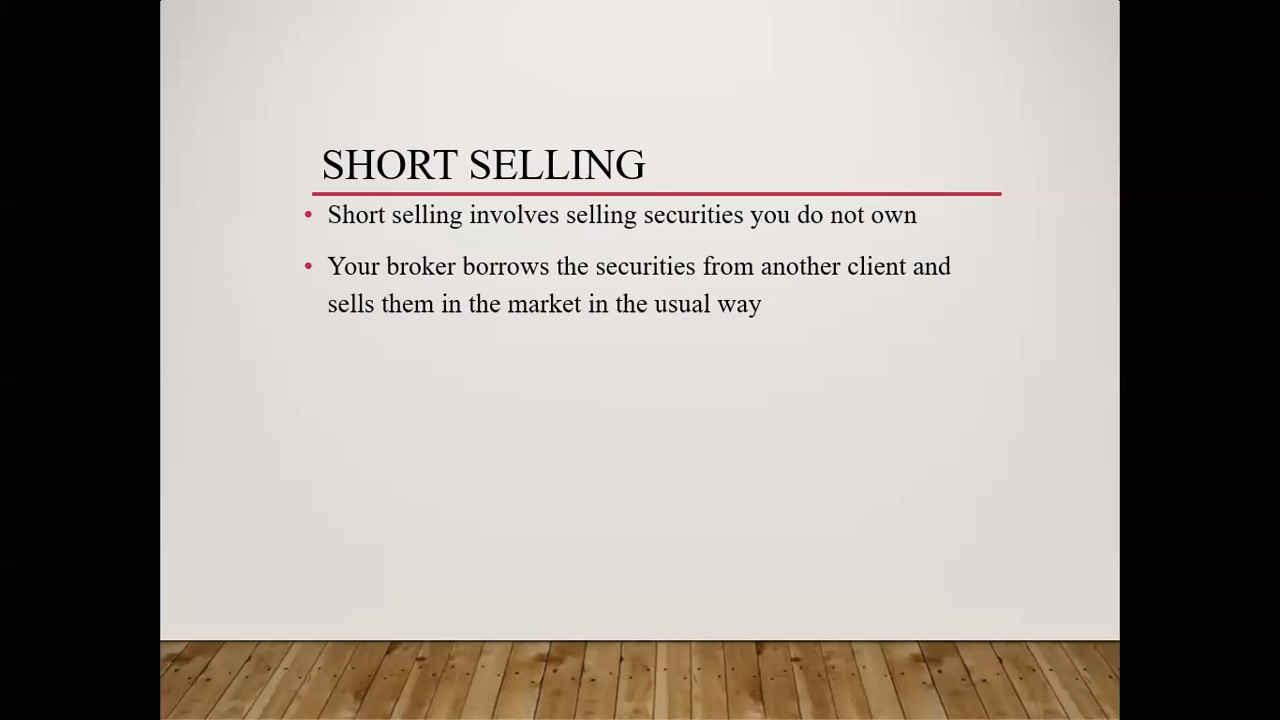 SHORT SELLING
• Short selling involves selling securities you do not own
• Your broker borrows the securities from another client and
sells them in the market in the usual way